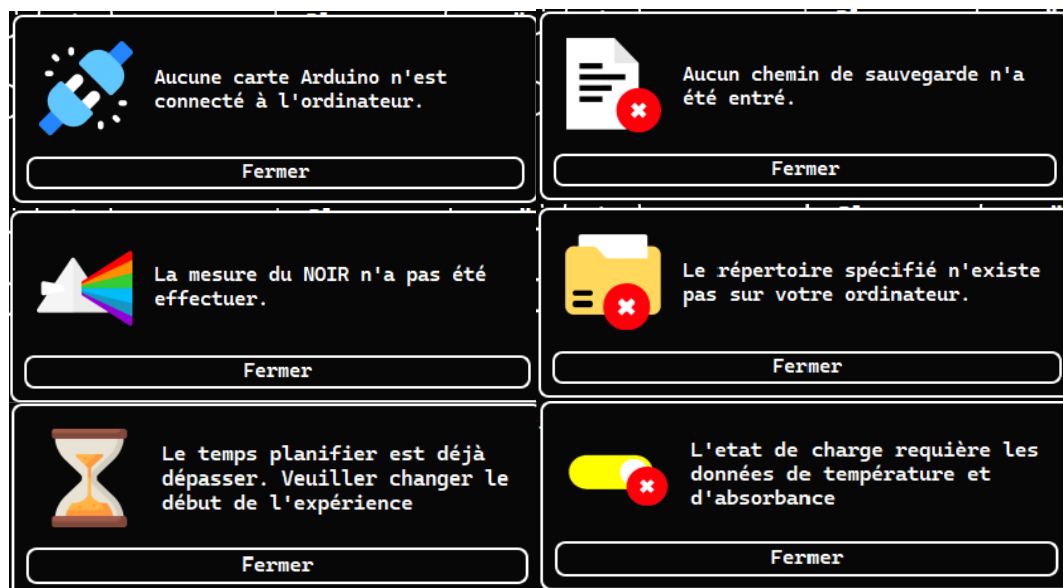 Aucune carte Arduino n'est
connecté à l'ordinateur.
Fermer
Aucun chemin de sauvegarde n'a
été entré.
Fermer
La mesure du NOIR n'a pas été
effectuer.
Fermer
Le répertoire spécifié n'existe
pas sur votre ordinateur.
Fermer
Le temps planifier est déjà
dépasser. Veuiller changer le
début de l'expérience
Fermer
L'etat de charge requière les
données de température et
d'absorbance
Fermer